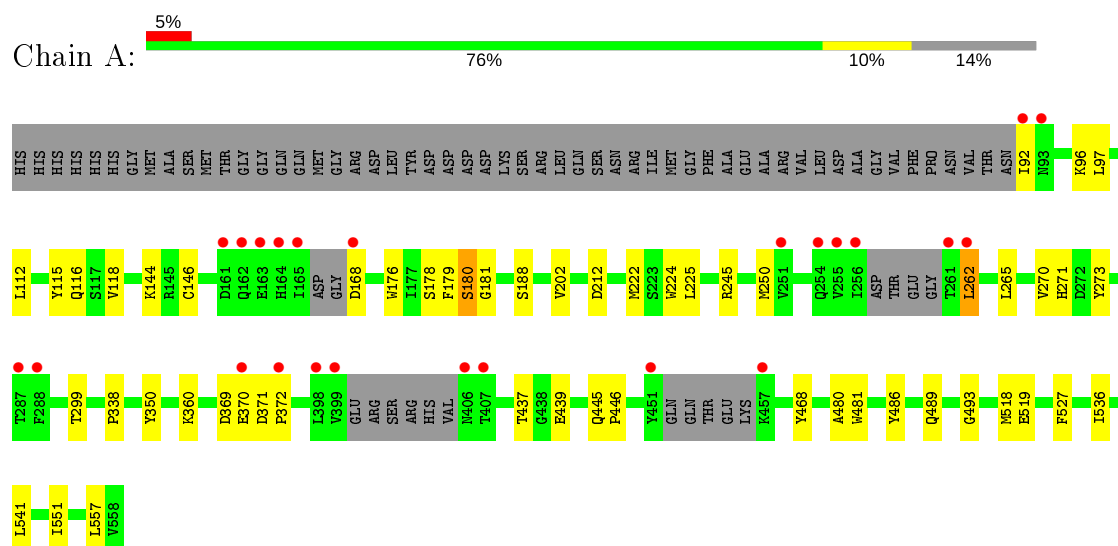 5%
Chain A:
76% 10% 14%
HIS HIS HIS HIS HIS HIS GLY MET ALA SER MET THR GLY GLY GLN GLN MET GLY ARG ASP LEU TYR ASP ASP ASP ASP LYS SER ARG LEU GLN SER ASN ARG ILE MET GLY PHE ALA GLU ALA ARG VAL LEU ASP ALA GLY VAL PHE PRO ASN VAL THR ASN I92 N93 K96 L97
L112 Y115 Q116 S117 V118 K144 R145 C146 D161 Q162 E163 H164 I165 ASP GLY D168 W176 I177 S178 F179 S180 G181 S188 V202 D212 M222 S223 W224 L225 R245 M250 V251 Q254 V255 I256 ASP THR GLU GLY T261 L262 L265 V270 H271 D272 Y273
T287 F288 T299 P338 Y350 K360 D369 E370 D371 P372 L398 V399 GLU ARG SER ARG HIS VAL N406 T407 T437 G438 E439 Q445 P446 Y451 GLN GLN THR GLU LYS K457 Y468 A480 W481 Y486 Q489 G493 M518 E519 F527 I536
L541 I551 L557 V558